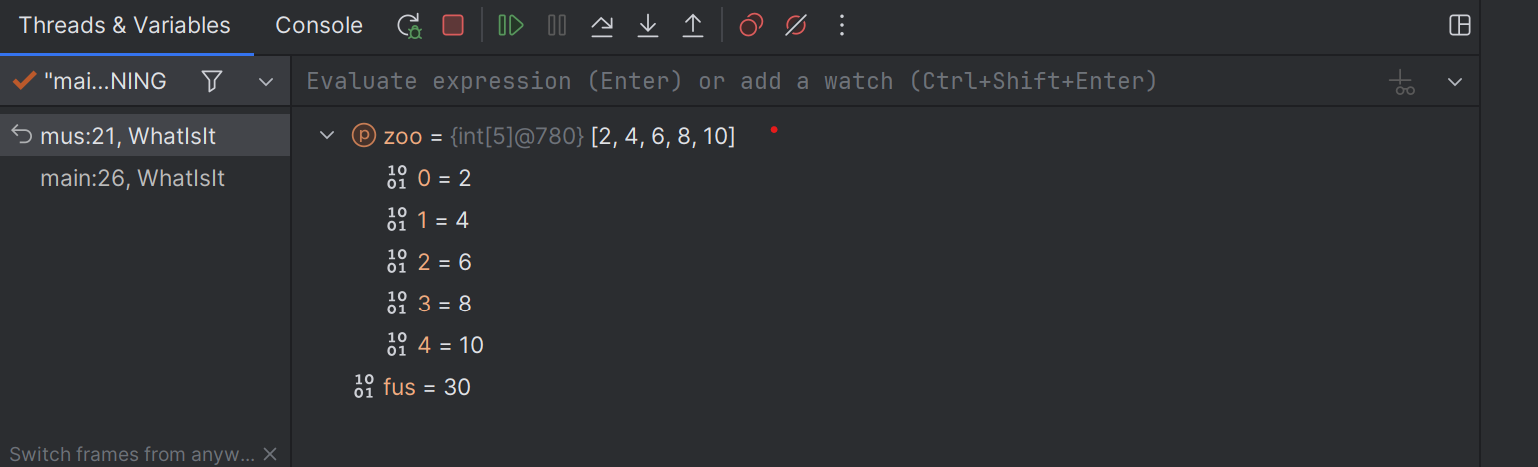 Threads & Variables Console
"mai...NING Evaluate expression (Enter) or add a watch (Ctrl+Shift+Enter)
mus:21, WhatIsIt
main:26, WhatIsIt
zoo = {int[5]@780} [2, 4, 6, 8, 10]
0 = 2
1 = 4
2 = 6
3 = 8
4 = 10
fus = 30
Switch frames from anyw...